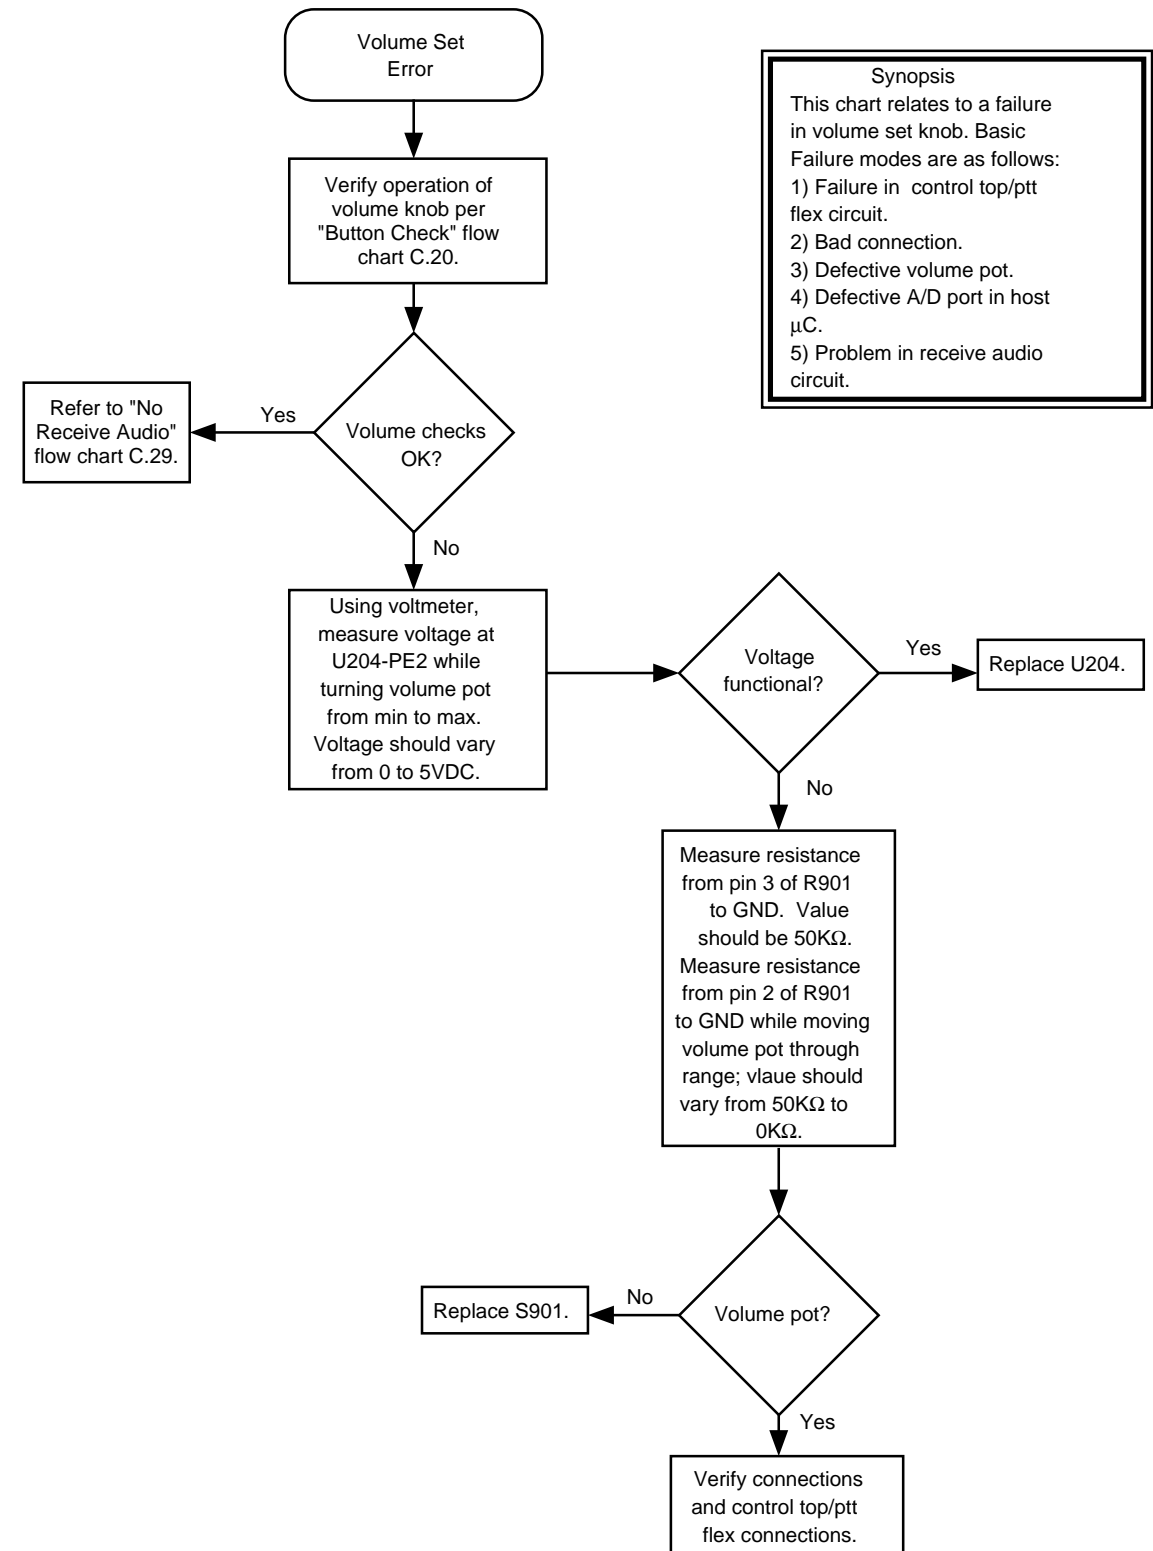 Volume Set
Error
Synopsis
This chart relates to a failure
in volume set knob. Basic
Failure modes are as follows:
1) Failure in control top/ptt
flex circuit.
2) Bad connection.
3) Defective volume pot.
4) Defective A/D port in host
μC.
5) Problem in receive audio
circuit.
Verify operation of
volume knob per
"Button Check" flow
chart C.20.
Volume checks
OK?
Yes
Refer to "No
Receive Audio"
flow chart C.29.
No
Using voltmeter,
measure voltage at
U204-PE2 while
turning volume pot
from min to max.
Voltage should vary
from 0 to 5VDC.
Voltage
functional?
Yes
Replace U204.
No
Measure resistance
from pin 3 of R901
to GND. Value
should be 50KΩ.
Measure resistance
from pin 2 of R901
to GND while moving
volume pot through
range; vlaue should
vary from 50KΩ to
0KΩ.
Volume pot?
No
Replace S901.
Yes
Verify connections
and control top/ptt
flex connections.